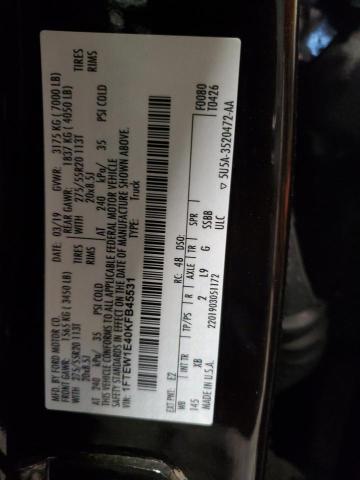 MFD. BY FORD MOTOR CO.
DATE: 03/19 GVWR: 3175 KG ( 7000 LB)
FRONT GAWR: 1565 KG ( 3450 LB) REAR GAWR: 1837 KG ( 4050 LB)
WITH 275/55R20 113T TIRES WITH 275/55R20 113T TIRES
20x8.5J RIMS 20x8.5J RIMS
AT 240 kPa/ 35 PSI COLD AT 240 kPa/ 35 PSI COLD
THIS VEHICLE CONFORMS TO ALL APPLICABLE FEDERAL MOTOR VEHICLE
SAFETY STANDARDS IN EFFECT ON THE DATE OF MANUFACTURE SHOWN ABOVE.
VIN: 1FTEW1E40KFB45531
TYPE: Truck
F0080
T0426
EXT PNT: E2 RC: 48 DSO:
WB INT TR TP/PS R AXLE TR SPR
145 XB 2 L9 G SSBB
ULC
MADE IN U.S.A. 2201903051172
▽ 5U5A-3520472-AA